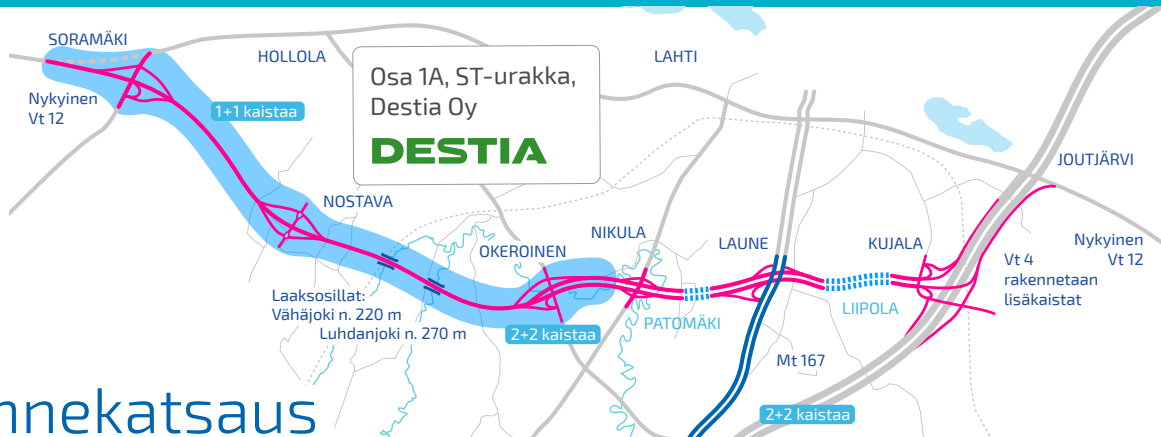 SORAMÄKI
HOLLOLA
LAHTI
Osa 1A, ST-urakka,
Destia Oy
DESTIA
Nykyinen
Vt 12
1+1 kaistaa
JOUTJÄRVI
NOSTAVA
NIKULA
OKEROINEN
LAUNE
KUJALA
Nykyinen
Vt 12
Vt 4
rakennetaan
lisäkaistat
Laaksosillat:
Vähäjoki n. 220 m
Luhdanjoki n. 270 m
2+2 kaistaa
PATOMÄKI
LIIPOLA
Mt 167
2+2 kaistaa
nnekatsaus